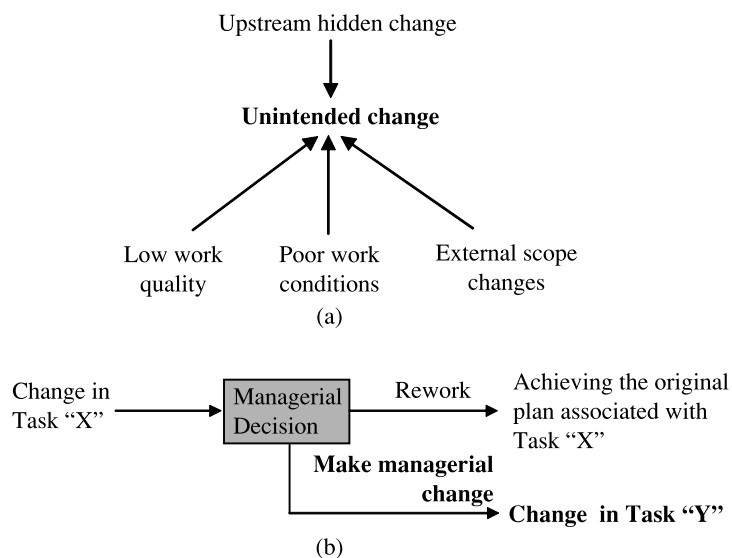 Upstream hidden change
Unintended change
Low work
quality
Poor work
conditions
External scope
changes
(a)
Change in
Task “X”
Managerial
Decision
Rework
Achieving the original
plan associated with
Task “X”
Make managerial
change
Change in Task “Y”
(b)